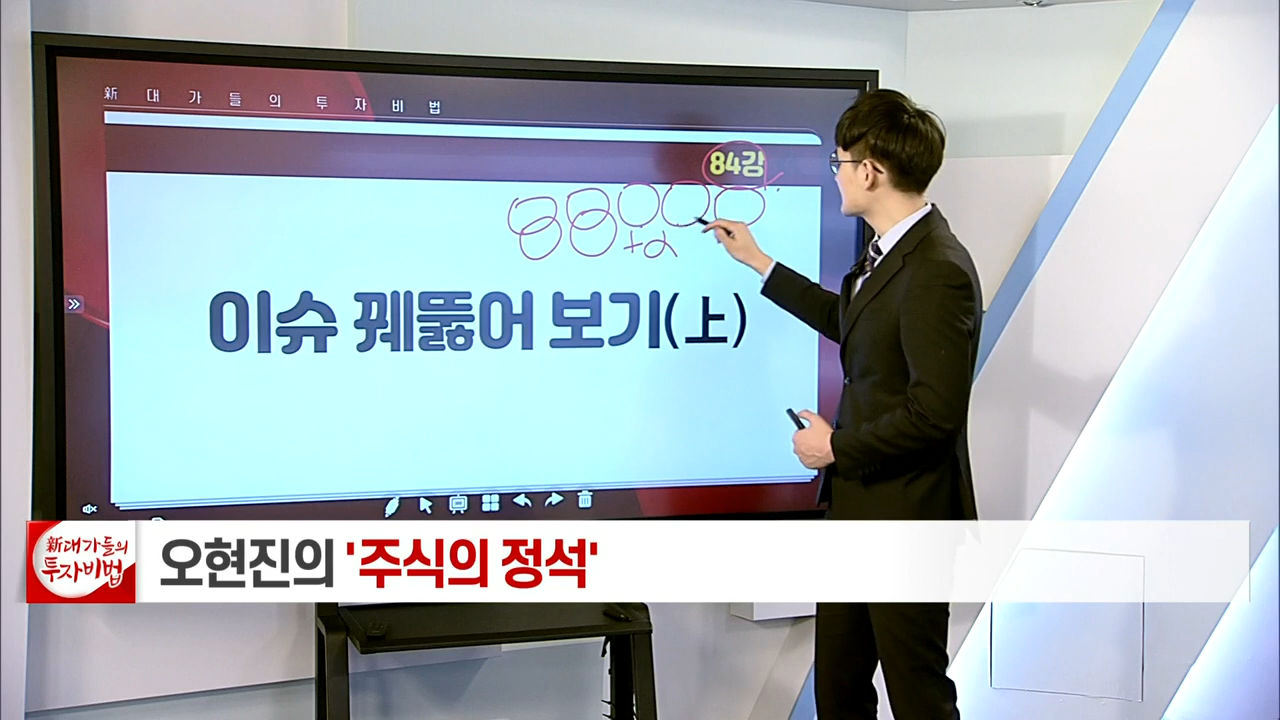 新 대 가 들 의 투 자 비 법
84강
+α
이슈 꿰뚫어 보기(上)
新대가들의
투자비법
오현진의 '주식의 정석'